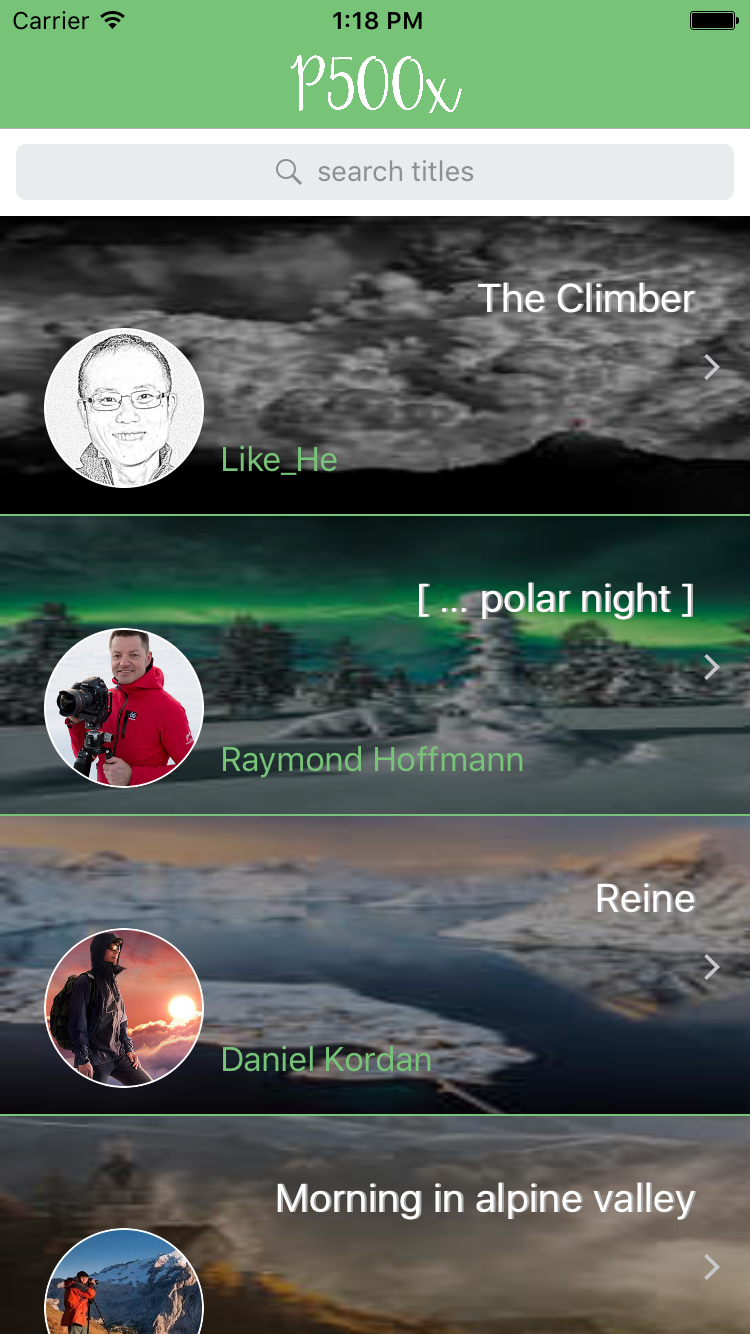 Carrier 1:18 PM
P500x
search titles
The Climber
Like_He
[ ... polar night ]
Raymond Hoffmann
Reine
Daniel Kordan
Morning in alpine valley